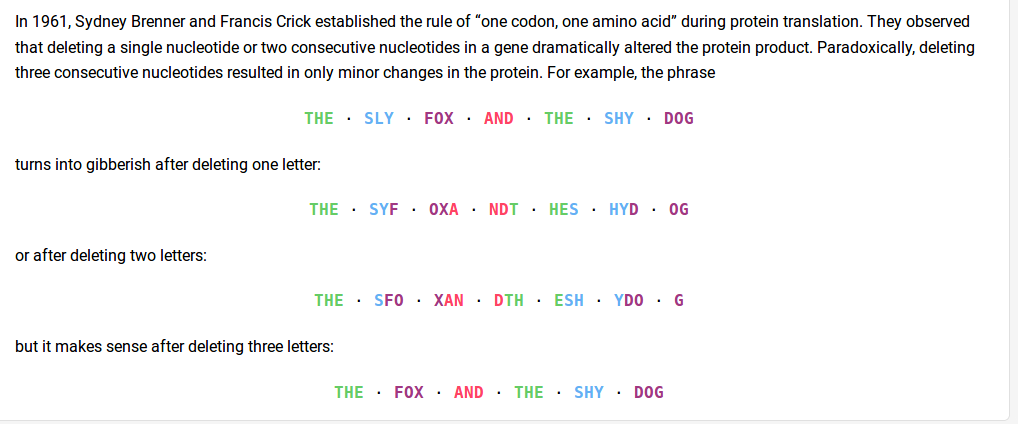 In 1961, Sydney Brenner and Francis Crick established the rule of “one codon, one amino acid” during protein translation. They observed
that deleting a single nucleotide or two consecutive nucleotides in a gene dramatically altered the protein product. Paradoxically, deleting
three consecutive nucleotides resulted in only minor changes in the protein. For example, the phrase
THE · SLY · FOX · AND · THE · SHY · DOG
turns into gibberish after deleting one letter:
THE · SYF · OXA · NDT · HES · HYD · OG
or after deleting two letters:
THE · SFO · XAN · DTH · ESH · YDO · G
but it makes sense after deleting three letters:
THE · FOX · AND · THE · SHY · DOG